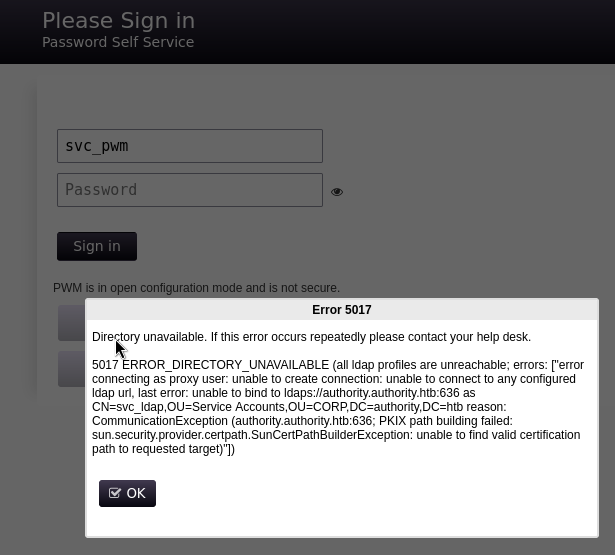 Please Sign in
Password Self Service
svc_pwm
Password
Sign in
PWM is in open configuration mode and is not secure.
Error 5017
Directory unavailable. If this error occurs repeatedly please contact your help desk.
5017 ERROR_DIRECTORY_UNAVAILABLE (all ldap profiles are unreachable; errors: ["error
connecting as proxy user: unable to create connection: unable to connect to any configured
ldap url, last error: unable to bind to ldaps://authority.authority.htb:636 as
CN=svc_ldap,OU=Service Accounts,OU=CORP,DC=authority,DC=htb reason:
CommunicationException (authority.authority.htb:636; PKIX path building failed:
sun.security.provider.certpath.SunCertPathBuilderException: unable to find valid certification
path to requested target)"])
OK